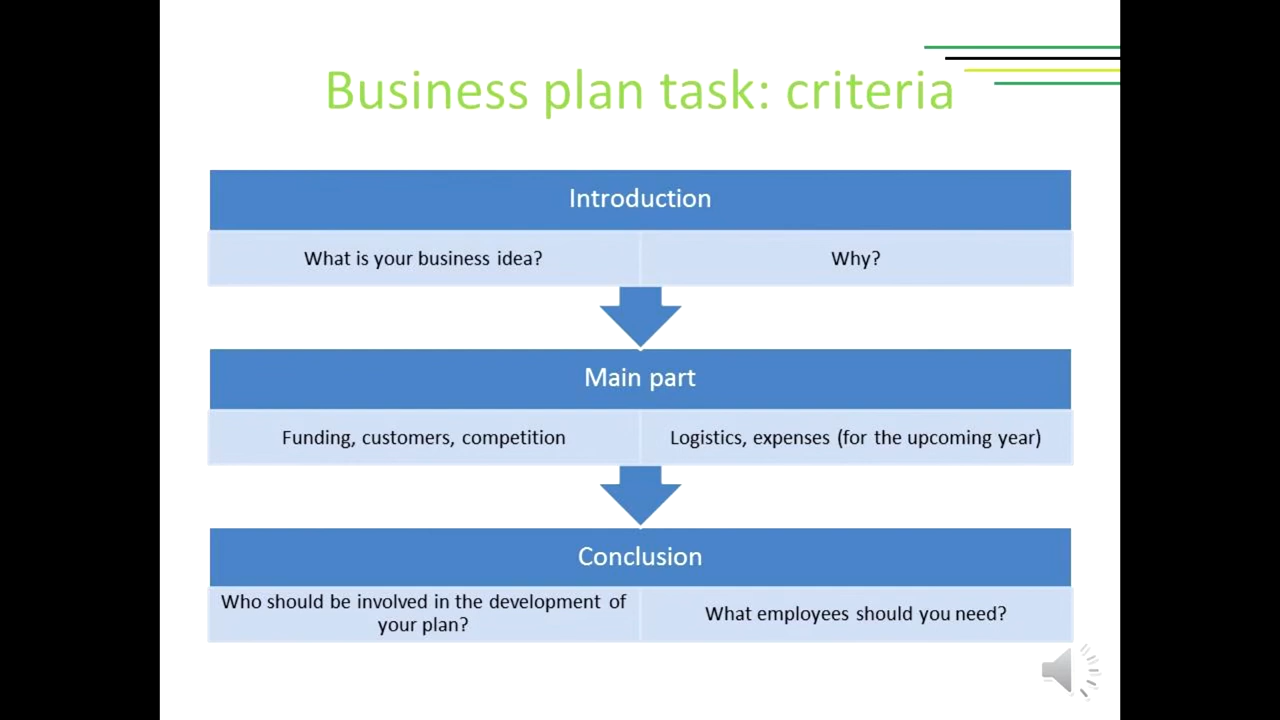 Business plan task: criteria
Introduction
What is your business idea?
Why?
Main part
Funding, customers, competition
Logistics, expenses (for the upcoming year)
Conclusion
Who should be involved in the development of
your plan?
What employees should you need?